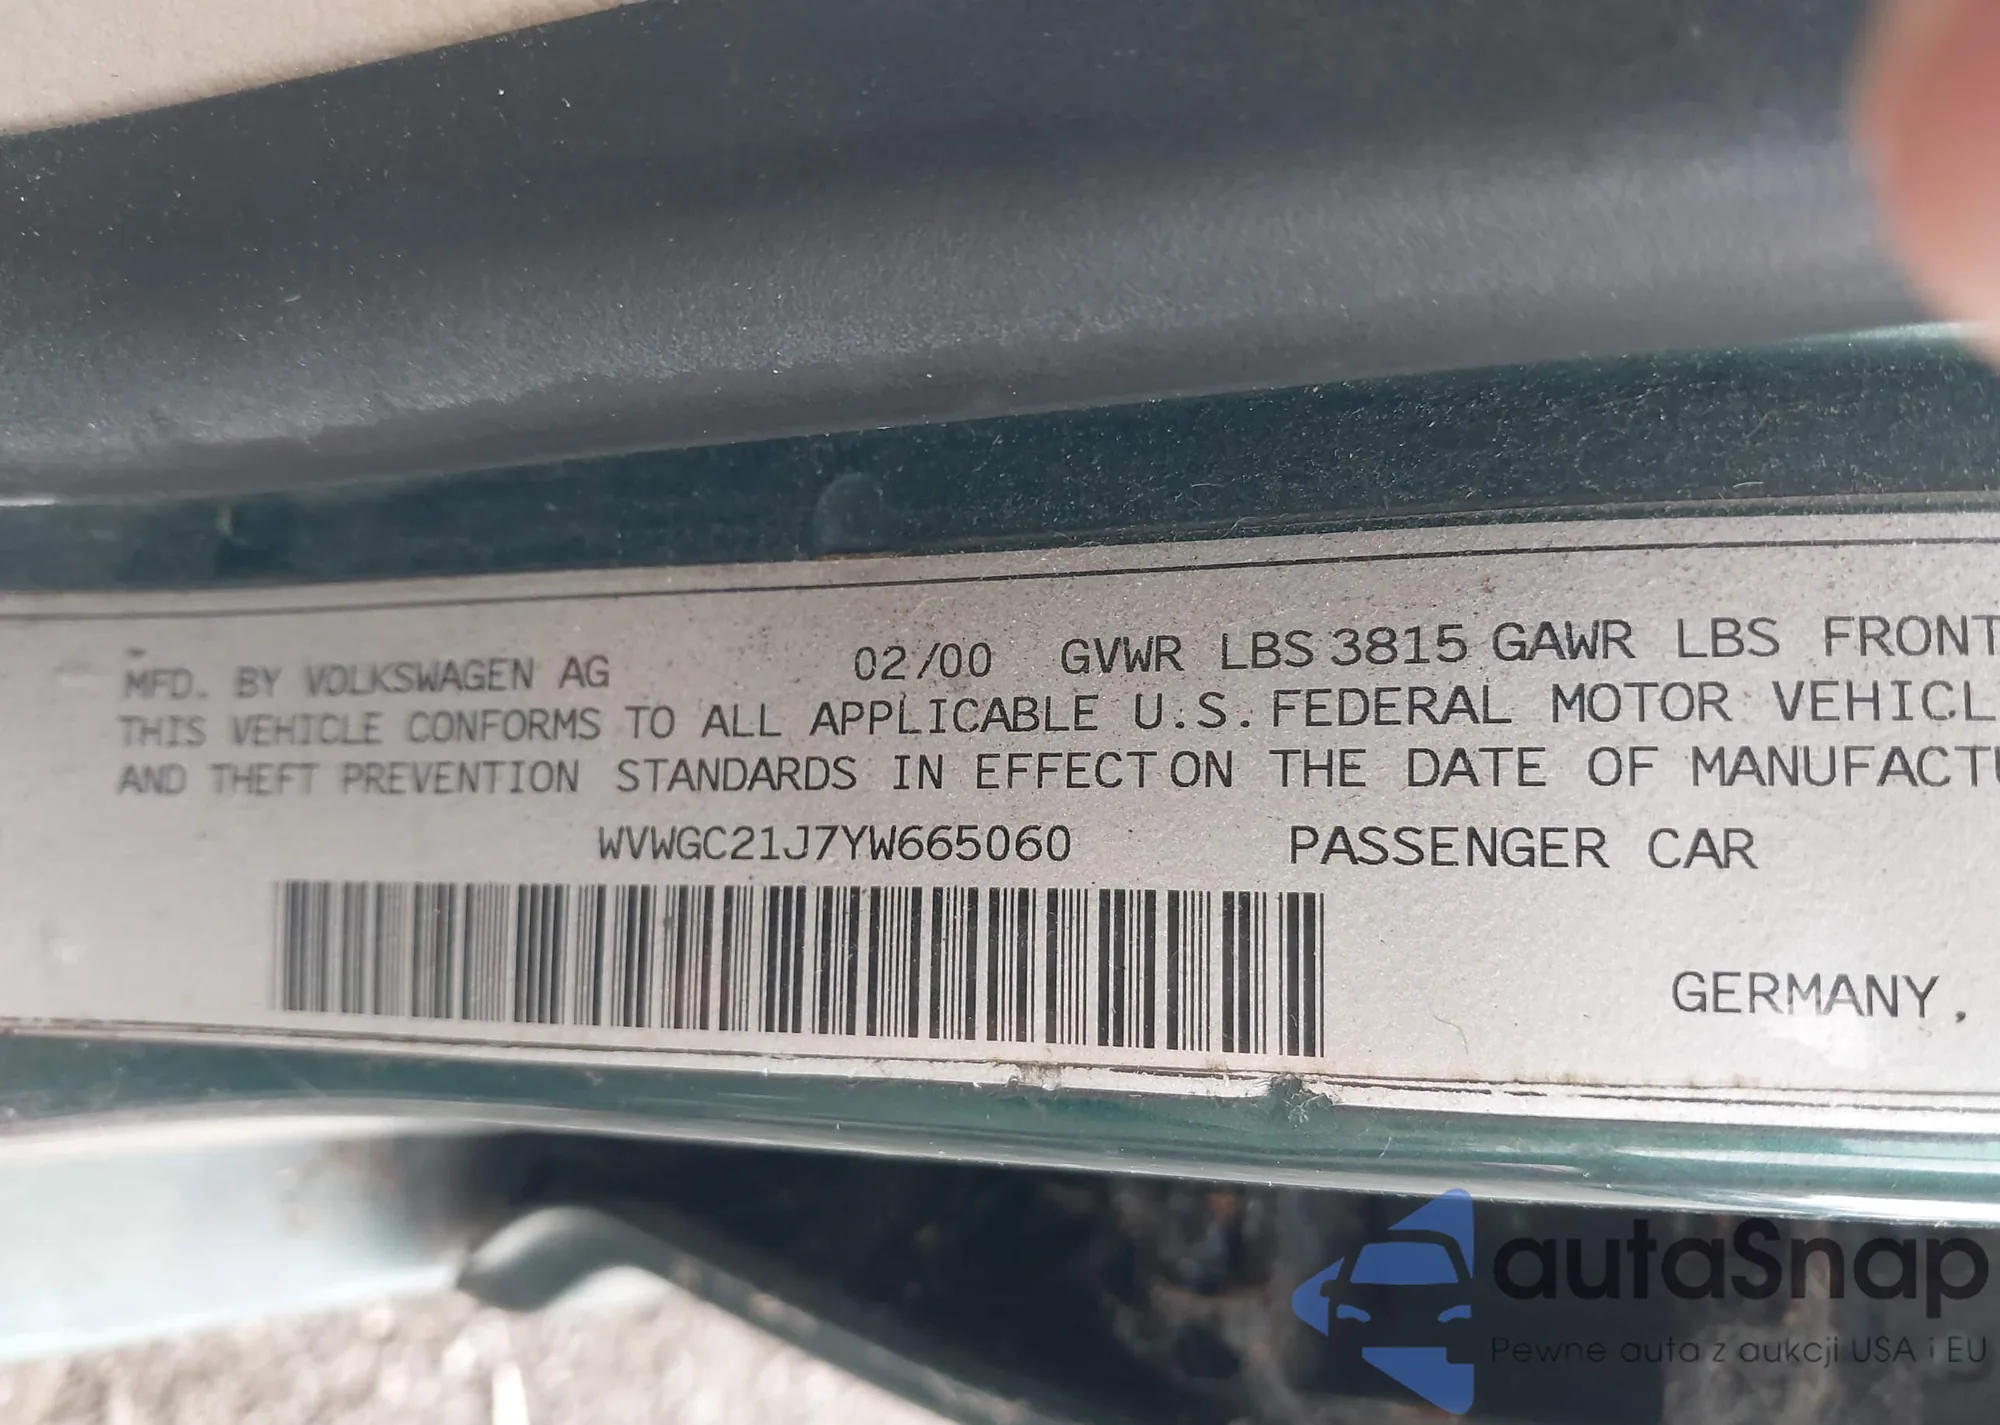 MFD. BY VOLKSWAGEN AG 02/00 GVWR LBS 3815 GAWR LBS FRONT
THIS VEHICLE CONFORMS TO ALL APPLICABLE U.S. FEDERAL MOTOR VEHICL
AND THEFT PREVENTION STANDARDS IN EFFECT ON THE DATE OF MANUFACTU
WVWGC21J7YW665060 PASSENGER CAR
GERMANY,
autaSnap
Pewne auta z aukcji USA i EU